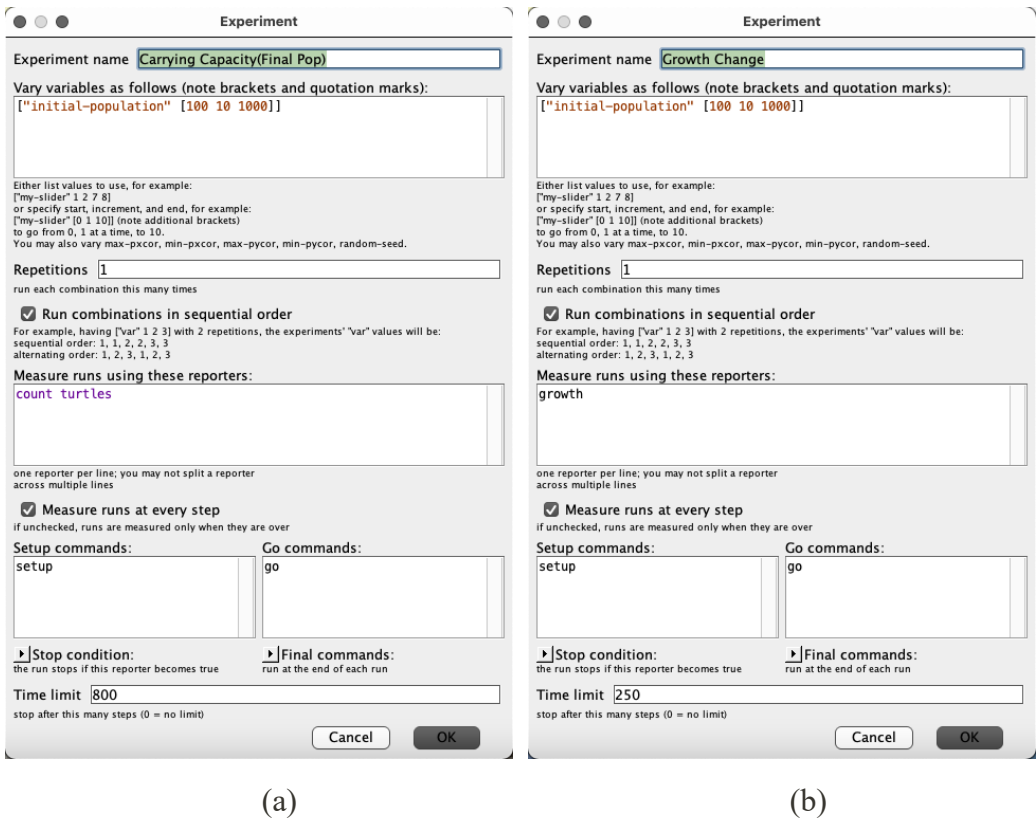 Experiment
Experiment name Carrying Capacity(Final Pop)
Vary variables as follows (note brackets and quotation marks):
["initial-population" [100 10 1000]]
Either list values to use, for example:
["my-slider" 1 2 7 8]
or specify start, increment, and end, for example:
["my-slider" [0 1 10]] (note additional brackets)
to go from 0, 1 at a time, to 10.
You may also vary max-pxcor, min-pxcor, max-pycor, min-pycor, random-seed.
Repetitions 1
run each combination this many times
Run combinations in sequential order
For example, having ["var" 1 2 3] with 2 repetitions, the experiments' "var" values will be:
sequential order: 1, 1, 2, 2, 3, 3
alternating order: 1, 2, 3, 1, 2, 3
Measure runs using these reporters:
count turtles
one reporter per line; you may not split a reporter
across multiple lines
Measure runs at every step
if unchecked, runs are measured only when they are over
Setup commands: Go commands:
setup go
Stop condition: Final commands:
the run stops if this reporter becomes true run at the end of each run
Time limit 800
stop after this many steps (0 = no limit)
Cancel OK
(a)
Experiment
Experiment name Growth Change
Vary variables as follows (note brackets and quotation marks):
["initial-population" [100 10 1000]]
Either list values to use, for example:
["my-slider" 1 2 7 8]
or specify start, increment, and end, for example:
["my-slider" [0 1 10]] (note additional brackets)
to go from 0, 1 at a time, to 10.
You may also vary max-pxcor, min-pxcor, max-pycor, min-pycor, random-seed.
Repetitions 1
run each combination this many times
Run combinations in sequential order
For example, having ["var" 1 2 3] with 2 repetitions, the experiments' "var" values will be:
sequential order: 1, 1, 2, 2, 3, 3
alternating order: 1, 2, 3, 1, 2, 3
Measure runs using these reporters:
growth
one reporter per line; you may not split a reporter
across multiple lines
Measure runs at every step
if unchecked, runs are measured only when they are over
Setup commands: Go commands:
setup go
Stop condition: Final commands:
the run stops if this reporter becomes true run at the end of each run
Time limit 250
stop after this many steps (0 = no limit)
Cancel OK
(b)